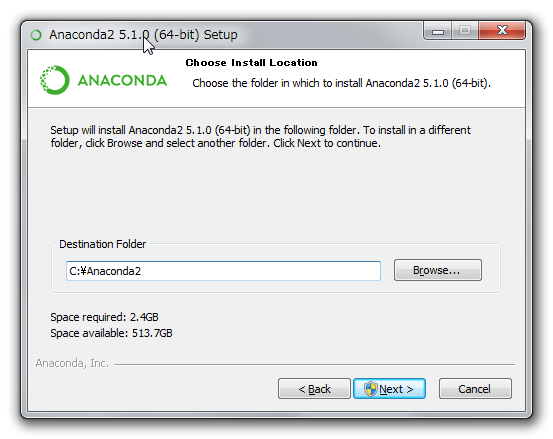 Anaconda2 5.1.0 (64-bit) Setup
ANACONDA
Choose Install Location
Choose the folder in which to install Anaconda2 5.1.0 (64-bit).
Setup will install Anaconda2 5.1.0 (64-bit) in the following folder. To install in a different
folder, click Browse and select another folder. Click Next to continue.
Destination Folder
C:¥Anaconda2
Browse...
Space required: 2.4GB
Space available: 513.7GB
Anaconda, Inc.
< Back
Next >
Cancel